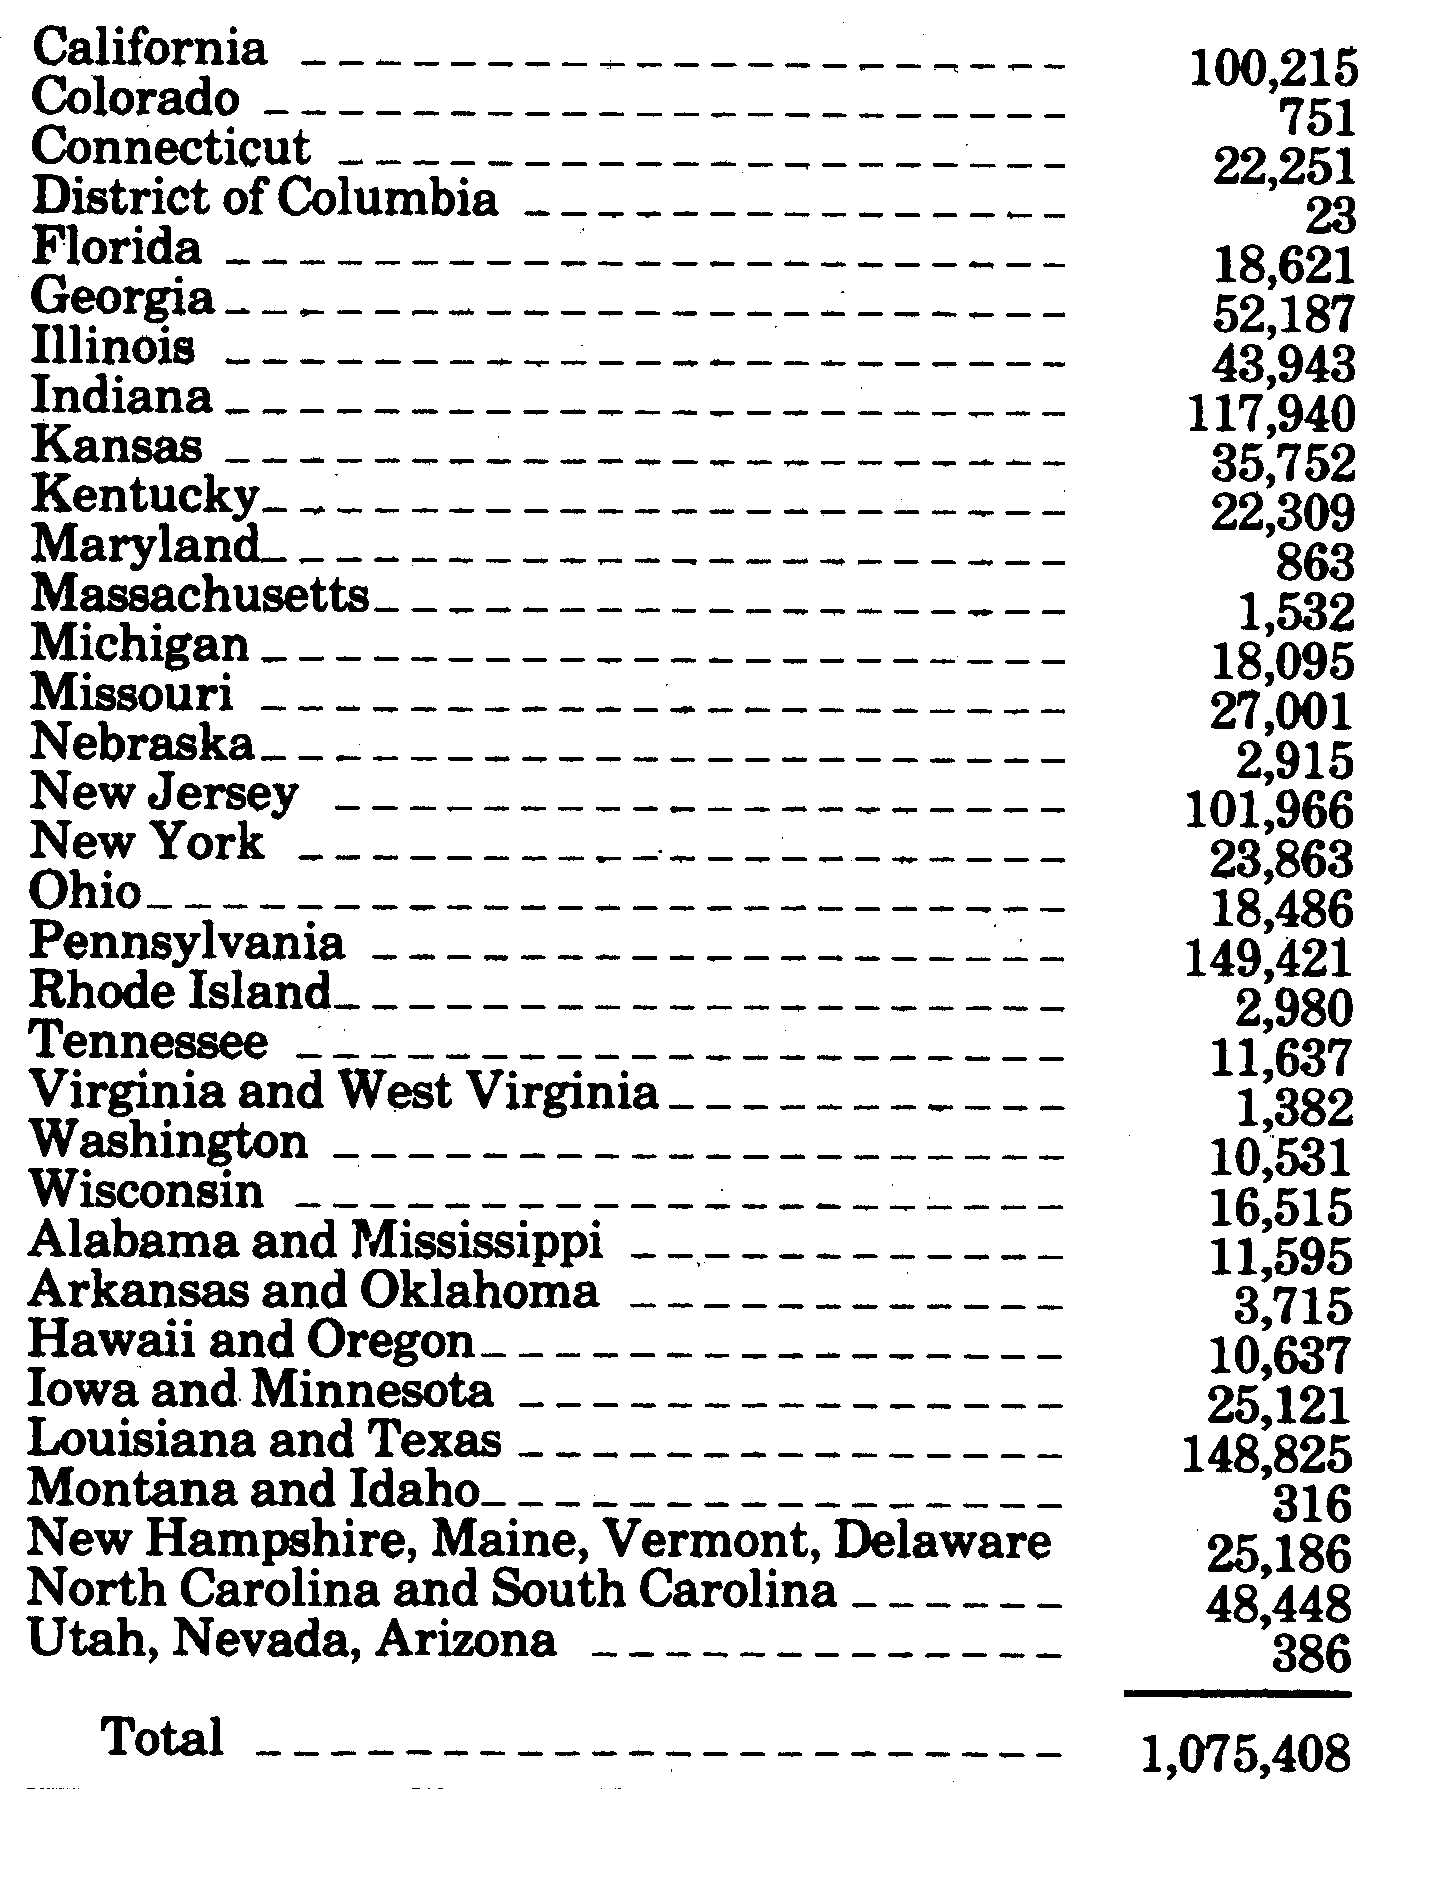 California 100,215
Colorado 751
Connecticut 22,251
District of Columbia 23
Florida 18,621
Georgia 52,187
Illinois 43,943
Indiana 117,940
Kansas 35,752
Kentucky 22,309
Maryland 863
Massachusetts 1,532
Michigan 18,095
Missouri 27,001
Nebraska 2,915
New Jersey 101,966
New York 23,863
Ohio 18,486
Pennsylvania 149,421
Rhode Island 2,980
Tennessee 11,637
Virginia and West Virginia 1,382
Washington 10,531
Wisconsin 16,515
Alabama and Mississippi 11,595
Arkansas and Oklahoma 3,715
Hawaii and Oregon 10,637
Iowa and Minnesota 25,121
Louisiana and Texas 148,825
Montana and Idaho 316
New Hampshire, Maine, Vermont, Delaware 25,186
North Carolina and South Carolina 48,448
Utah, Nevada, Arizona 386
Total 1,075,408